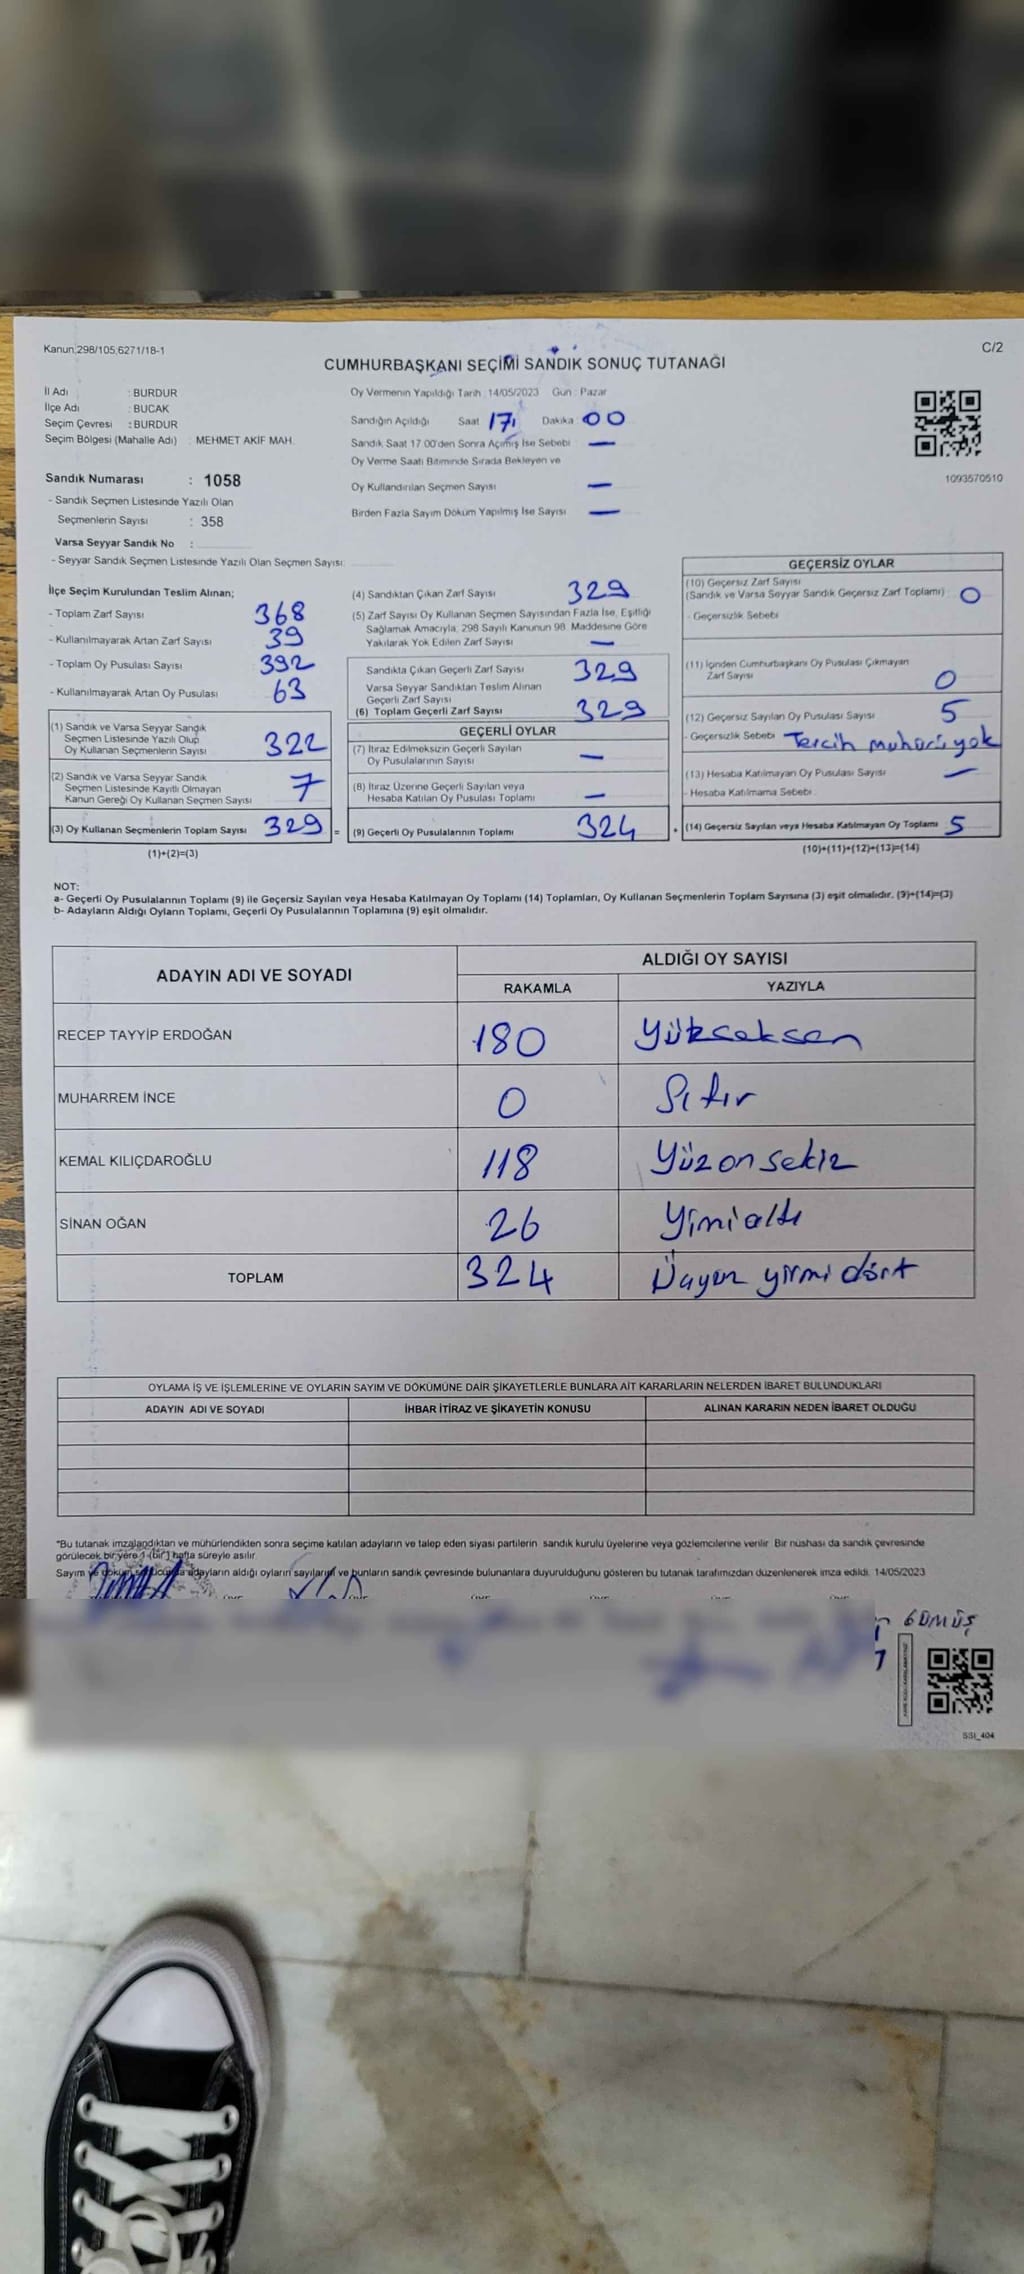 Kanun;298/105;6271/18-1
C/2
CUMHURBAŞKANI SEÇİMİ SANDIK SONUÇ TUTANAĞI
İl Adı : BURDUR
İlçe Adı : BUCAK
Seçim Çevresi : BURDUR
Seçim Bölgesi (Mahalle Adı) : MEHMET AKİF MAH.
Oy Vermenin Yapıldığı Tarih : 14/05/2023 Gün : Pazar
Sandığın Açıldığı Saat 17 Dakika 00
Sandık Saat 17.00'den Sonra Açımış İse Sebebi : —
Oy Verme Saati Bitiminde Sırada Bekleyen ve
Oy Kullandırılan Seçmen Sayısı —
Birden Fazla Sayım Döküm Yapılmış İse Sayısı —
1093570510
Sandık Numarası : 1058
- Sandık Seçmen Listesinde Yazılı Olan
Seçmenlerin Sayısı : 358
Varsa Seyyar Sandık No :
- Seyyar Sandık Seçmen Listesinde Yazılı Olan Seçmen Sayısı:
İlçe Seçim Kurulundan Teslim Alınan;
- Toplam Zarf Sayısı 368
- Kullanılmayarak Artan Zarf Sayısı 39
- Toplam Oy Pusulası Sayısı 392
- Kullanılmayarak Artan Oy Pusulası 63
(1) Sandık ve Varsa Seyyar Sandık
Seçmen Listesinde Yazılı Olup
Oy Kullanan Seçmenlerin Sayısı 322
(2) Sandık ve Varsa Seyyar Sandık
Seçmen Listesinde Kayıtlı Olmayan
Kanun Gereği Oy Kullanan Seçmen Sayısı 7
(3) Oy Kullanan Seçmenlerin Toplam Sayısı 329 =
(1)+(2)=(3)
(4) Sandıktan Çıkan Zarf Sayısı 329
(5) Zarf Sayısı Oy Kullanan Seçmen Sayısından Fazla İse, Eşitliği
Sağlamak Amacıyla; 298 Sayılı Kanunun 98. Maddesine Göre
Yakılarak Yok Edilen Zarf Sayısı —
Sandıkta Çıkan Geçerli Zarf Sayısı 329
Varsa Seyyar Sandıktan Teslim Alınan
Geçerli Zarf Sayısı
(6) Toplam Geçerli Zarf Sayısı 329
GEÇERLİ OYLAR
(7) İtiraz Edilmeksizin Geçerli Sayılan
Oy Pusulalarının Sayısı —
(8) İtiraz Üzerine Geçerli Sayılan veya
Hesaba Katılan Oy Pusulası Toplamı —
(9) Geçerli Oy Pusulalarının Toplamı 324 +
GEÇERSİZ OYLAR
(10) Geçersiz Zarf Sayısı
(Sandık ve Varsa Seyyar Sandık Geçersiz Zarf Toplamı) : 0
- Geçersizlik Sebebi :
(11) İçinden Cumhurbaşkanı Oy Pusulası Çıkmayan
Zarf Sayısı 0
(12) Geçersiz Sayılan Oy Pusulası Sayısı 5
- Geçersizlik Sebebi : Tercih muhürü yok
(13) Hesaba Katılmayan Oy Pusulası Sayısı —
- Hesaba Katılmama Sebebi :
(14) Geçersiz Sayılan veya Hesaba Katılmayan Oy Toplamı 5
(10)+(11)+(12)+(13)=(14)
NOT:
a- Geçerli Oy Pusulalarının Toplamı (9) ile Geçersiz Sayılan veya Hesaba Katılmayan Oy Toplamı (14) Toplamları, Oy Kullanan Seçmenlerin Toplam Sayısına (3) eşit olmalıdır. (9)+(14)=(3)
b- Adayların Aldığı Oyların Toplamı, Geçerli Oy Pusulalarının Toplamına (9) eşit olmalıdır.
ADAYIN ADI VE SOYADI
ALDIĞI OY SAYISI
RAKAMLA YAZIYLA
RECEP TAYYİP ERDOĞAN 180 Yükseksen
MUHARREM İNCE 0 Sıfır
KEMAL KILIÇDAROĞLU 118 Yüzonsekiz
SİNAN OĞAN 26 Yimialtı
TOPLAM 324 yirmi dört
OYLAMA İŞ VE İŞLEMLERİNE VE OYLARIN SAYIM VE DÖKÜMÜNE DAİR ŞİKAYETLERLE BUNLARA AİT KARARLARIN NELERDEN İBARET BULUNDUKLARI
ADAYIN ADI VE SOYADI İHBAR İTİRAZ VE ŞİKAYETİN KONUSU ALINAN KARARIN NEDEN İBARET OLDUĞU
*Bu tutanak imzalandıktan ve mühürlendikten sonra seçime katılan adayların ve talep eden siyasi partilerin sandık kurulu üyelerine veya gözlemcilerine verilir. Bir nüshası da sandık çevresinde
görülecek bir yere 1 (bir) hafta süreyle asılır.
Sayım ve döküm sonucunda adayların aldığı oyların sayılarını ve bunların sandık çevresinde bulunanlara duyurulduğunu gösteren bu tutanak tarafımızdan düzenlenerek imza edildi. 14/05/2023
GÜMÜŞ
SSI_404